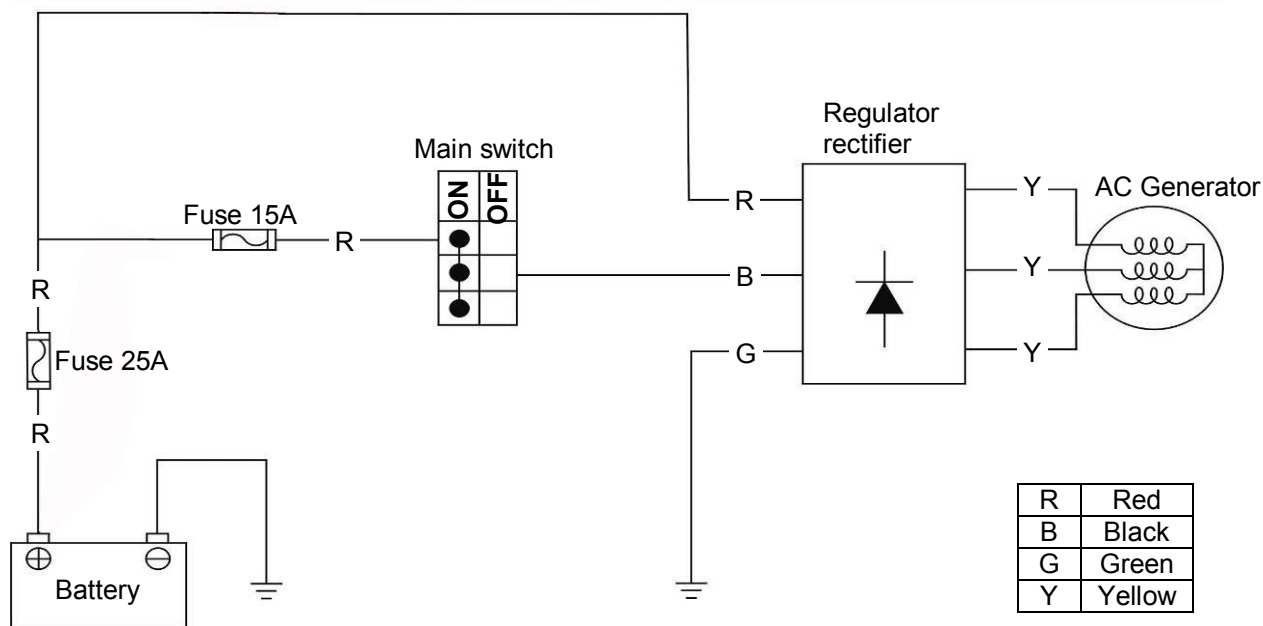 Regulator
rectifier
Main switch
ON
OFF
AC Generator
Y
R
Fuse 15A
R
R
B
Y
Fuse 25A
G
Y
R
R Red
B Black
G Green
Y Yellow
Battery